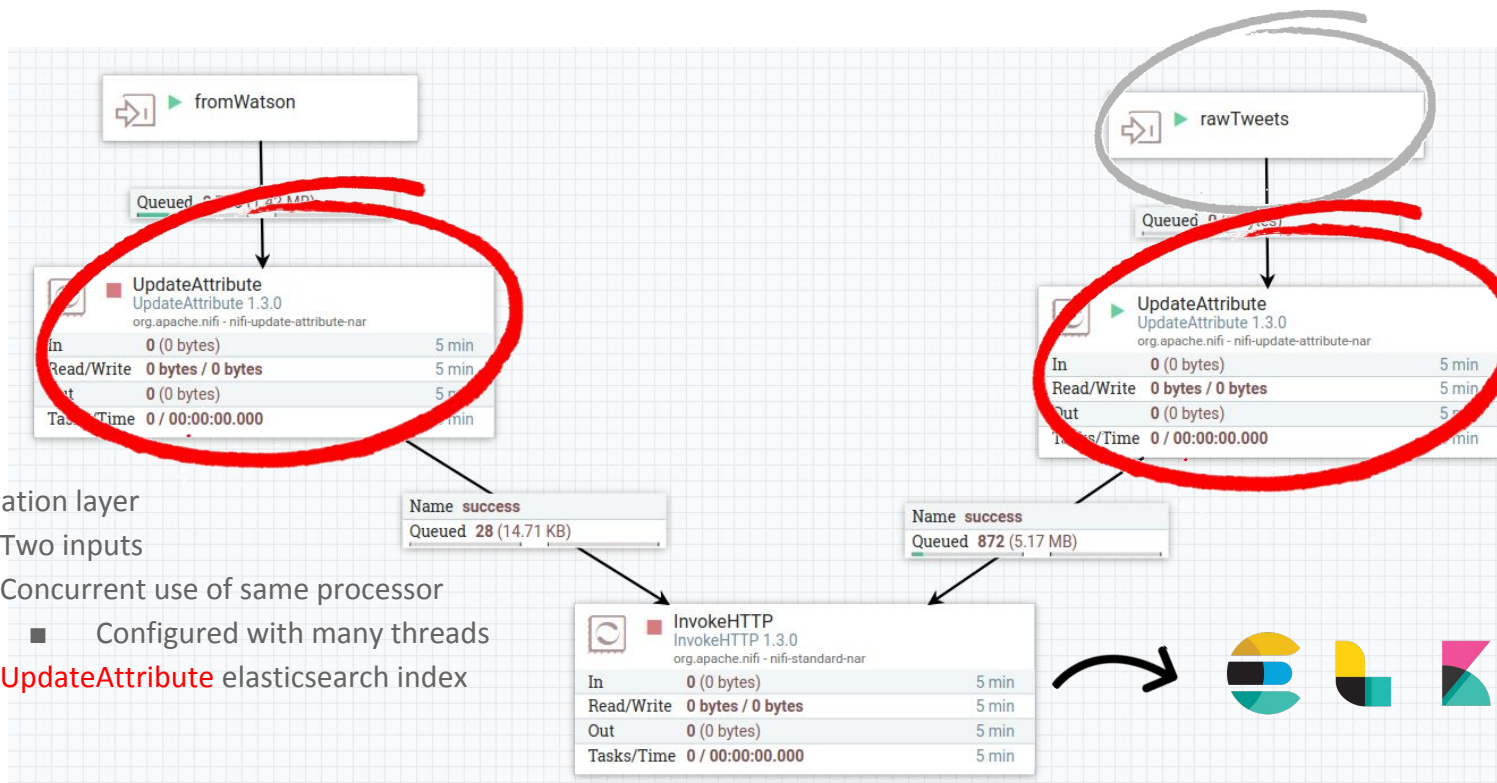 fromWatson
rawTweets
Queued
Queued
UpdateAttribute
UpdateAttribute 1.3.0
org.apache.nifi - nifi-update-attribute-nar
In 0 (0 bytes) 5 min
Read/Write 0 bytes / 0 bytes 5 min
0 (0 bytes)
0 / 00:00:00.000 min
UpdateAttribute
UpdateAttribute 1.3.0
org.apache.nifi - nifi-update-attribute-nar
In 0 (0 bytes) 5 min
Read/Write 0 bytes / 0 bytes 5 min
Out 0 (0 bytes)
0 / 00:00:00.000 min
ation layer
Two inputs
Concurrent use of same processor
■ Configured with many threads
UpdateAttribute elasticsearch index
Name success
Queued 28 (14.71 KB)
Name success
Queued 872 (5.17 MB)
InvokeHTTP
InvokeHTTP 1.3.0
org.apache.nifi - nifi-standard-nar
In 0 (0 bytes) 5 min
Read/Write 0 bytes / 0 bytes 5 min
Out 0 (0 bytes) 5 min
Tasks/Time 0 / 00:00:00.000 5 min